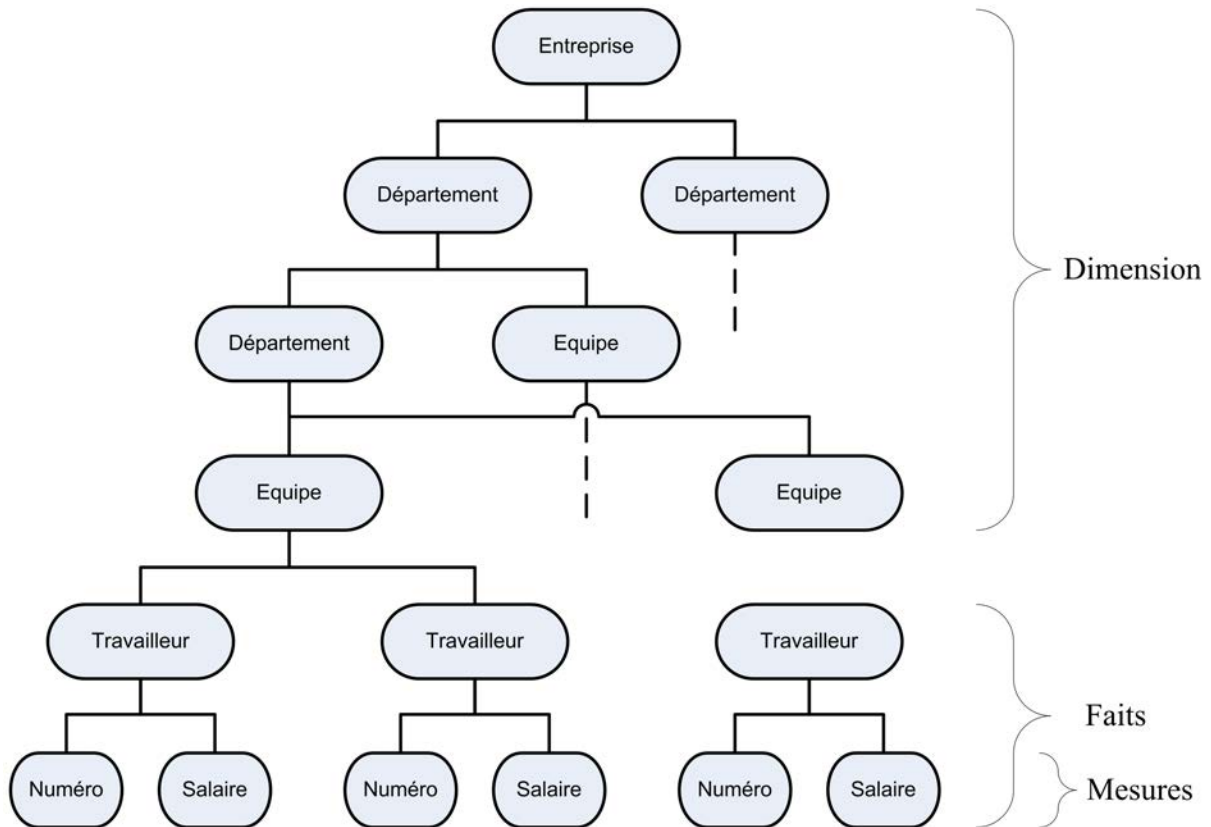 Entreprise
Département
Département
Dimension
Département
Equipe
Equipe
Equipe
Travailleur
Travailleur
Travailleur
Faits
Numéro
Salaire
Numéro
Salaire
Numéro
Salaire
Mesures